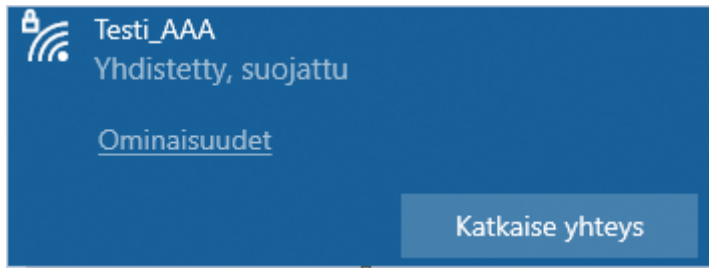 Testi_AAA
Yhdistetty, suojattu
Ominaisuudet
Katkaise yhteys